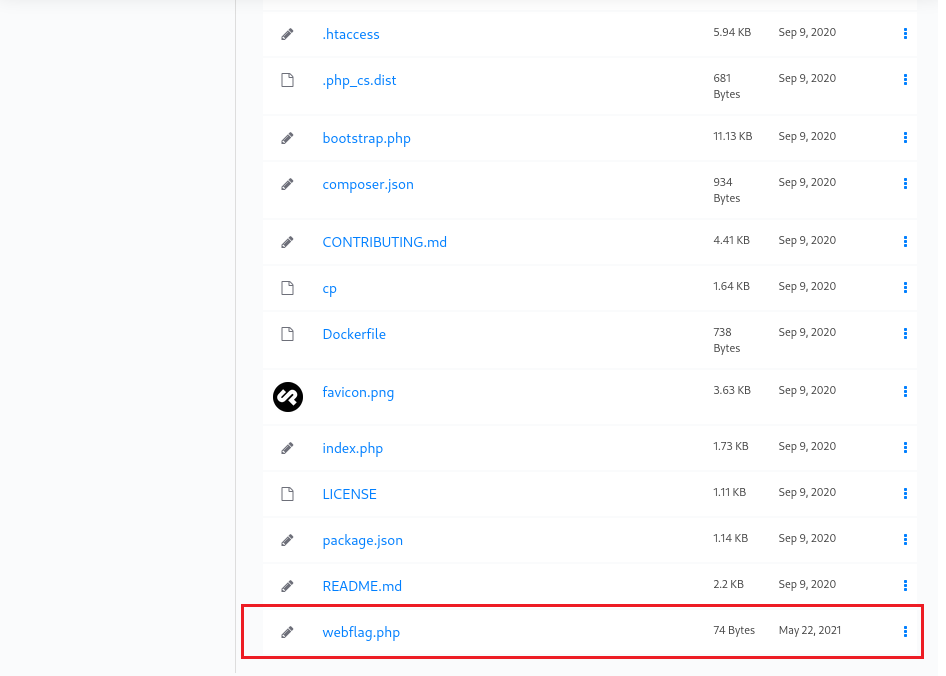 .htaccess 5.94 KB Sep 9, 2020
.php_cs.dist 681 Bytes Sep 9, 2020
bootstrap.php 11.13 KB Sep 9, 2020
composer.json 934 Bytes Sep 9, 2020
CONTRIBUTING.md 4.41 KB Sep 9, 2020
cp 1.64 KB Sep 9, 2020
Dockerfile 738 Bytes Sep 9, 2020
favicon.png 3.63 KB Sep 9, 2020
index.php 1.73 KB Sep 9, 2020
LICENSE 1.11 KB Sep 9, 2020
package.json 1.14 KB Sep 9, 2020
README.md 2.2 KB Sep 9, 2020
webflag.php 74 Bytes May 22, 2021